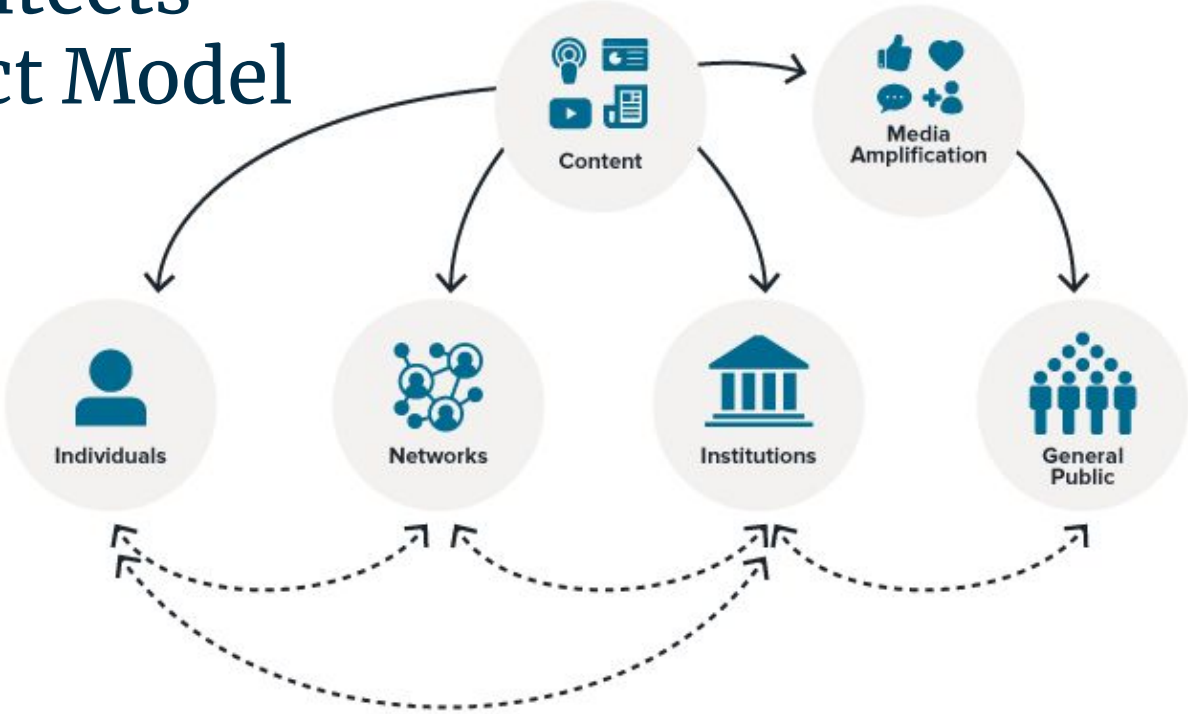 ct Model
Content
Media
Amplification
Individuals
Networks
Institutions
General
Public